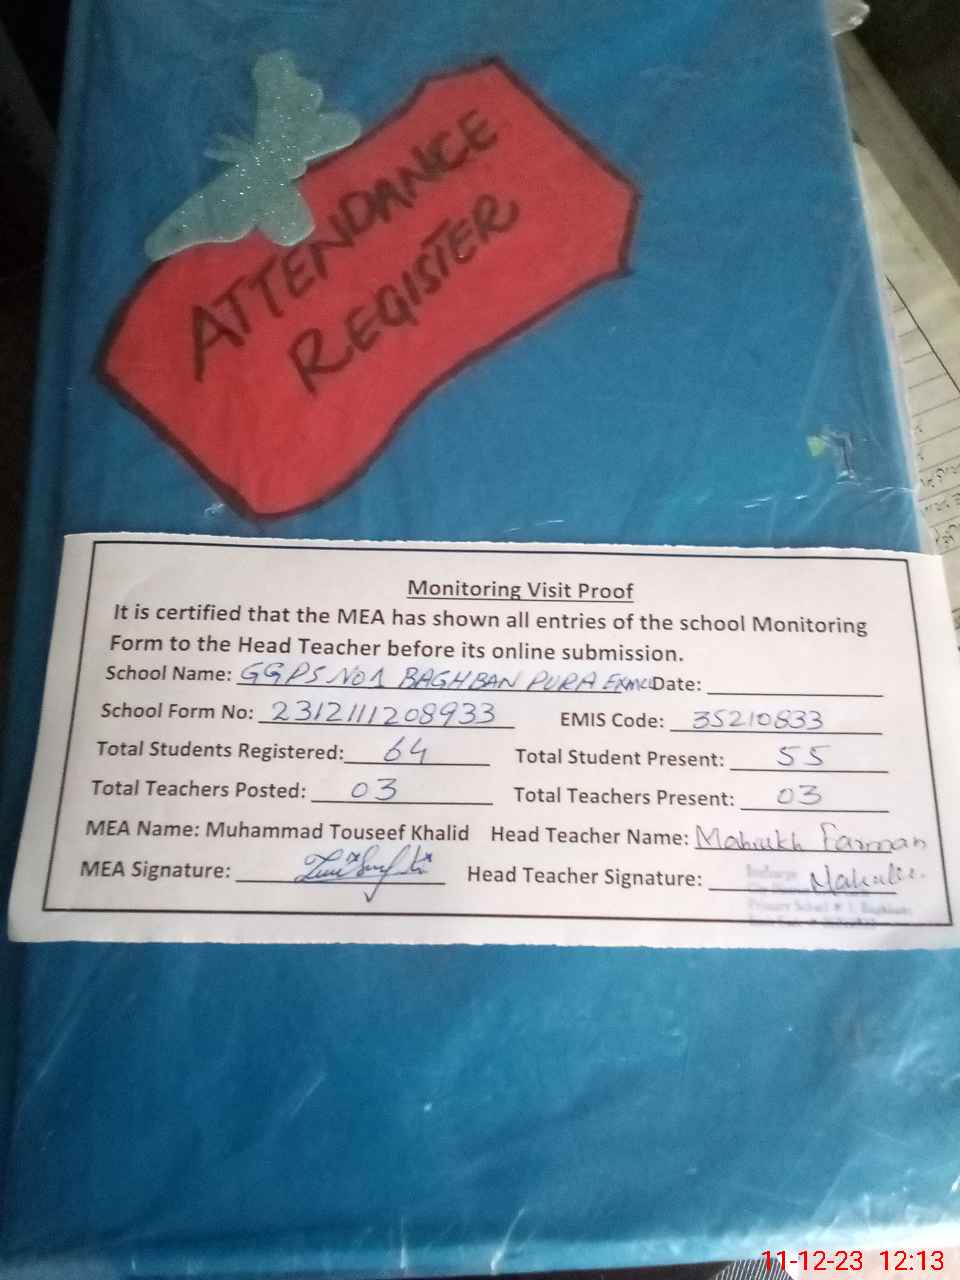 ATTENDANCE
REGISTER
Monitoring Visit Proof
It is certified that the MEA has shown all entries of the school Monitoring
Form to the Head Teacher before its online submission.
School Name: GGPS NO 1 BAGHBAN PURA Date:
School Form No: 2312111208933 EMIS Code: 35210833
Total Students Registered: 64 Total Student Present: 55
Total Teachers Posted: 03 Total Teachers Present: 03
MEA Name: Muhammad Touseef Khalid Head Teacher Name: Mahrukh Farman
MEA Signature: Head Teacher Signature:
11-12-23 12:13